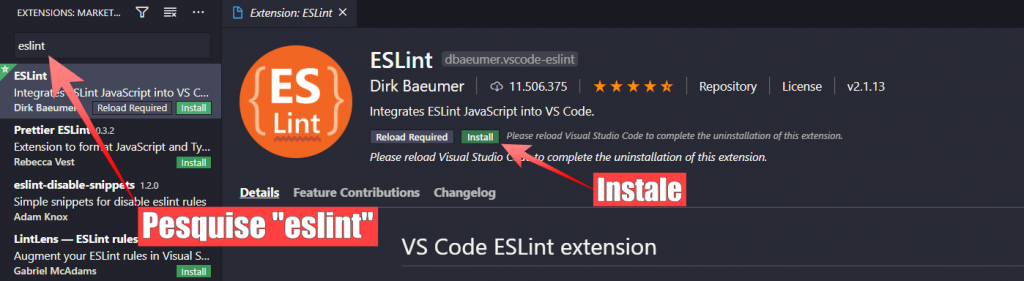 EXTENSIONS: MARKET...
Extension: ESLint
eslint
ESLint
Integrates ESLint JavaScript into VS C...
Dirk Baeumer Reload Required Install
Prettier ESLint 0.3.2
Extension to format JavaScript and Ty...
Rebecca Vest Install
eslint-disable-snippets 1.2.0
Simple snippets for disable eslint rules
Adam Knox
LintLens — ESLint rules
Augment your ESLint rules in Visual S...
Gabriel McAdams Install
Pesquise "eslint"
{ES}
Lint
ESLint dbaeumer.vscode-eslint
Dirk Baeumer 11.506.375 Repository License v2.1.13
Integrates ESLint JavaScript into VS Code.
Reload Required Install Please reload Visual Studio Code to complete the uninstallation of this extension.
Please reload Visual Studio Code to complete the uninstallation of this extension.
Instale
Details Feature Contributions Changelog
VS Code ESLint extension